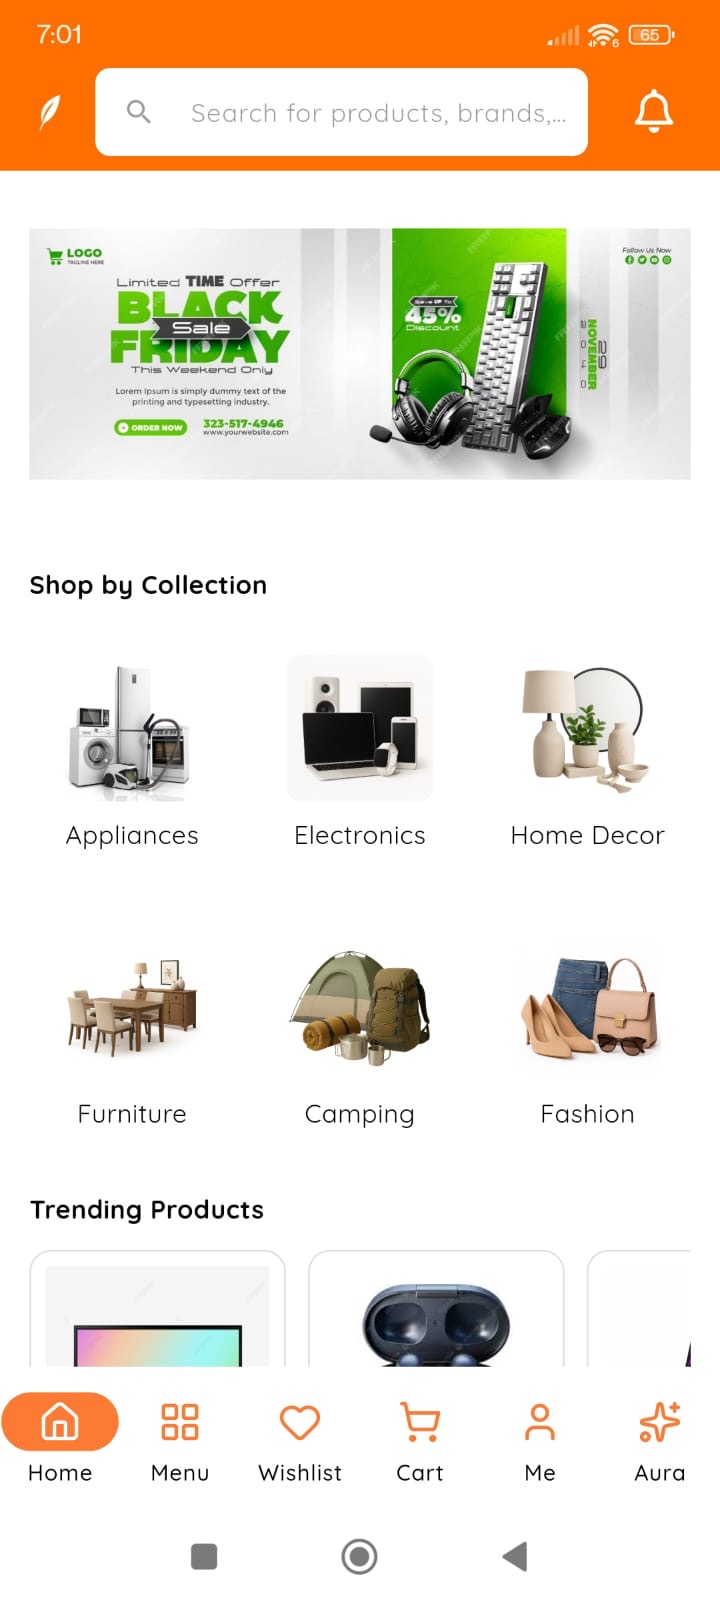 7:01
6
65
Search for products, brands,...
LOGO
TAGLINE HERE
Limited TIME Offer
BLACK
Sale
FRIDAY
This Weekend Only
Lorem Ipsum is simply dummy text of the
printing and typesetting industry.
ORDER NOW
323-517-4946
www.yourwebsite.com
Save UP To
45%
Discount
Follow Us Now
29
NOVEMBER
Shop by Collection
Appliances
Electronics
Home Decor
Furniture
Camping
Fashion
Trending Products
Home
Menu
Wishlist
Cart
Me
Aura